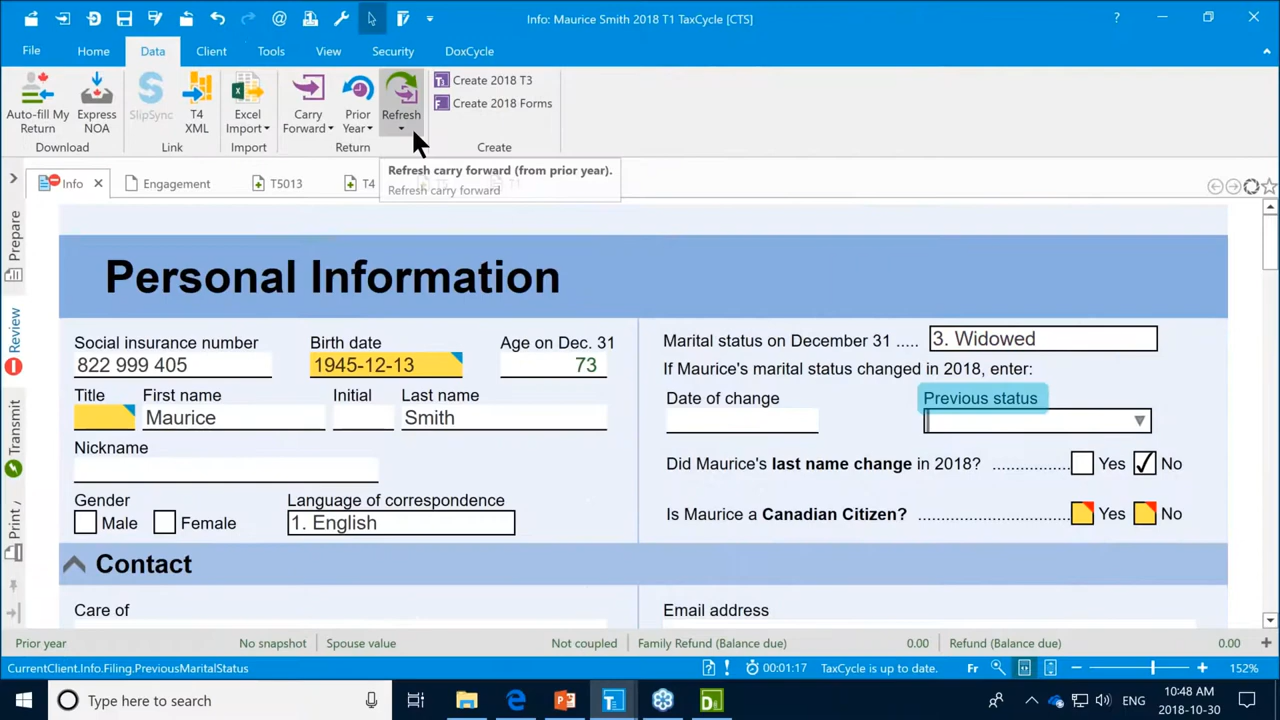 Info: Maurice Smith 2018 T1 TaxCycle [CTS]
?
File Home Data Client Tools View Security DoxCycle
Auto-fill My Return
Express NOA
SlipSync
T4 XML
Excel Import
Carry Forward
Prior Year
Refresh
Create 2018 T3
Create 2018 Forms
Download Link Import Return Create
Refresh carry forward (from prior year).
Refresh carry forward
Info Engagement T5013 T4
Prepare
Review
Transmit
Print /
Personal Information
Social insurance number Birth date Age on Dec. 31
822 999 405 1945-12-13 73
Title First name Initial Last name
Maurice Smith
Nickname
Gender Language of correspondence
Male Female 1. English
Marital status on December 31 ..... 3. Widowed
If Maurice's marital status changed in 2018, enter:
Date of change Previous status
Did Maurice's last name change in 2018? ................ Yes No
Is Maurice a Canadian Citizen? .............................. Yes No
Contact
Care of Email address
Prior year No snapshot Spouse value Not coupled Family Refund (Balance due) 0.00 Refund (Balance due) 0.00
CurrentClient.Info.Filing.PreviousMaritalStatus 00:01:17 TaxCycle is up to date. Fr 152%
Type here to search
ENG
10:48 AM
2018-10-30